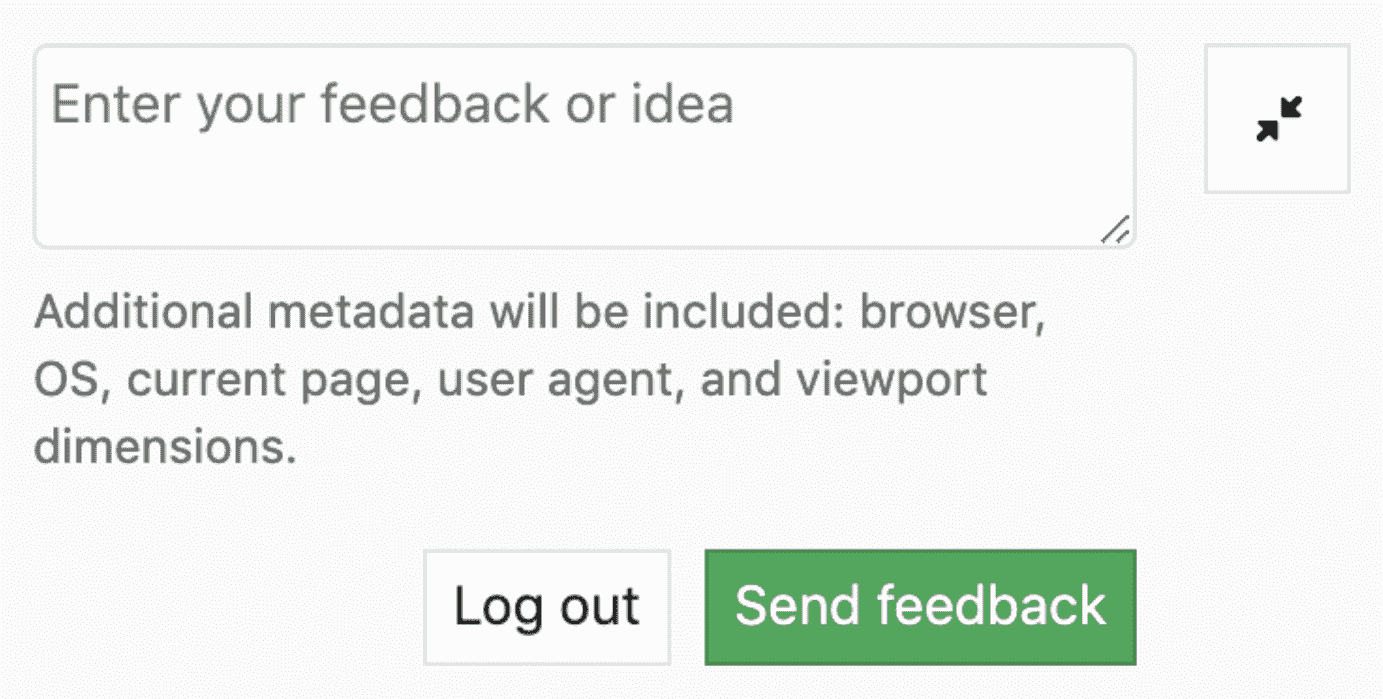 Enter your feedback or idea
Additional metadata will be included: browser,
OS, current page, user agent, and viewport
dimensions.
Log out
Send feedback